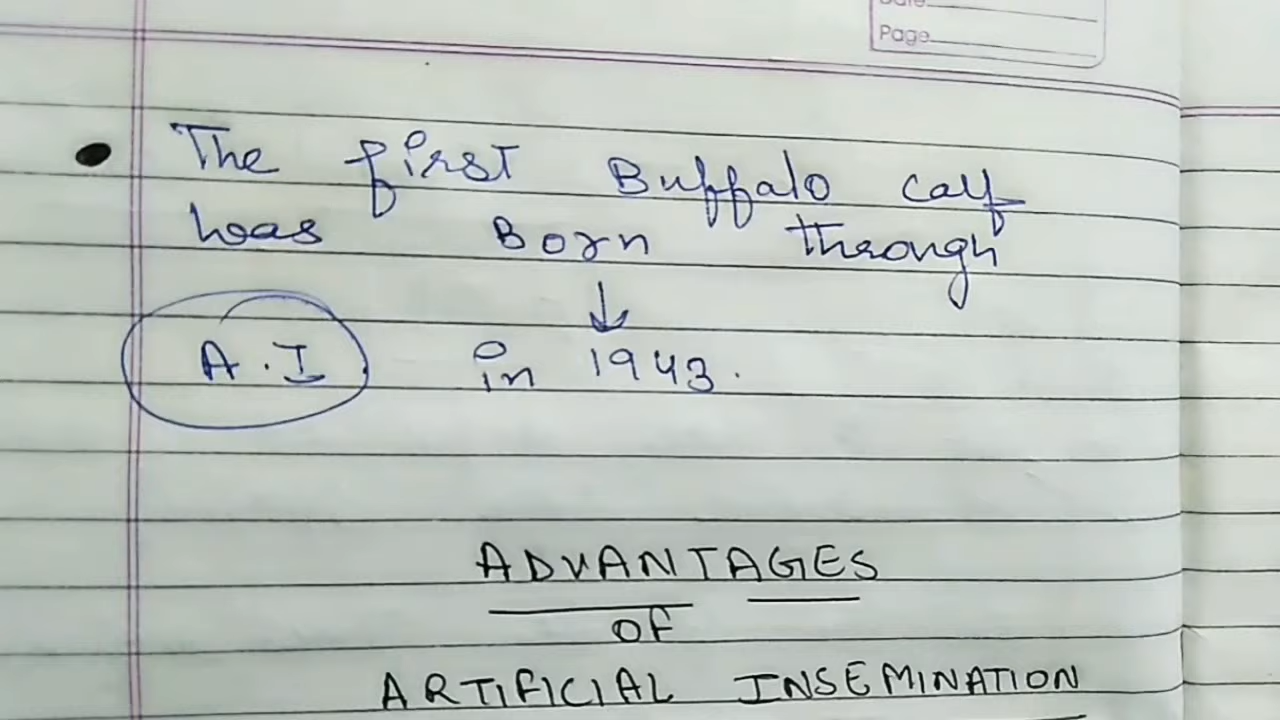 Page
The first Buffalo calf
was Born through
↓
A.I in 1943.
ADVANTAGES
OF
ARTIFICIAL INSEMINATION